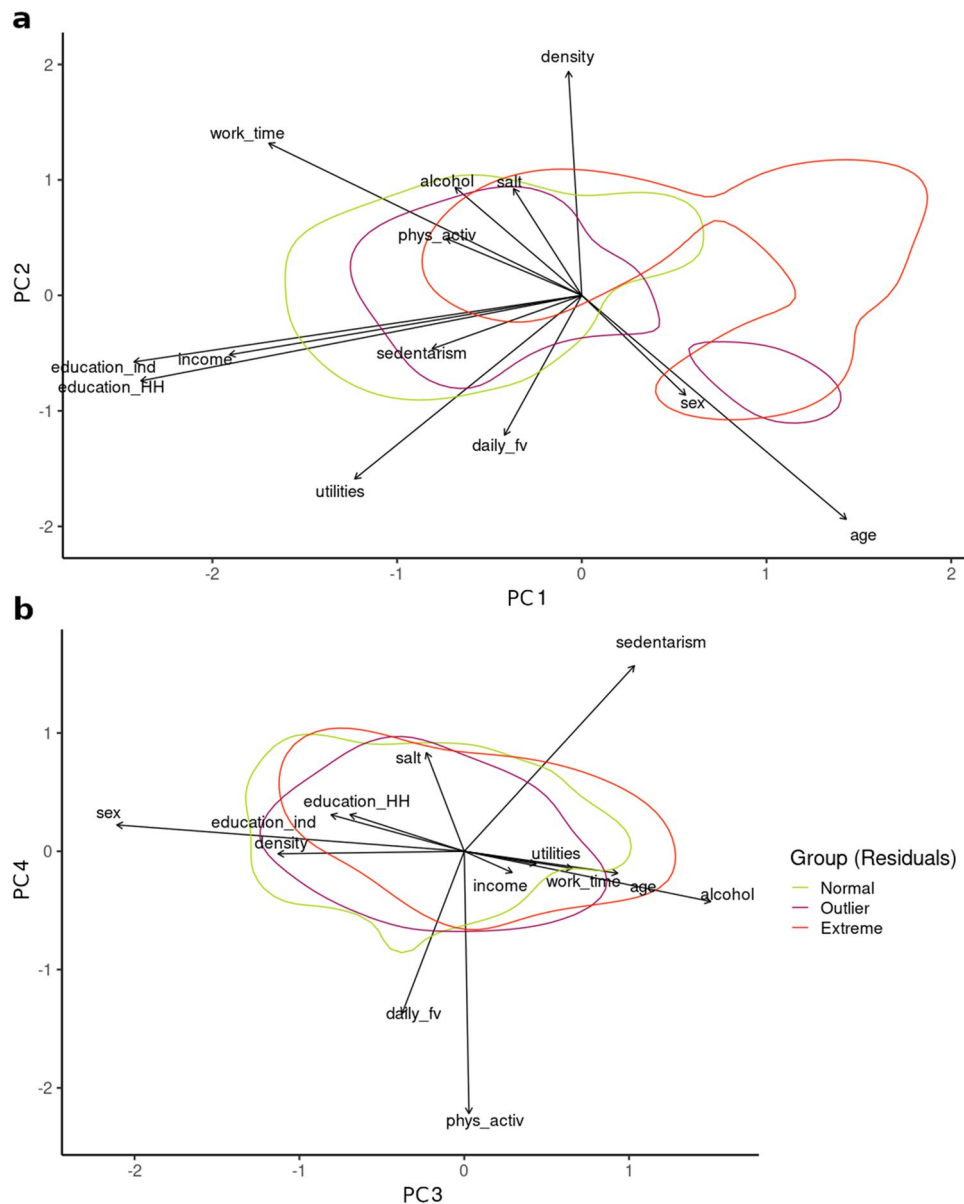 a
density
2
work_time
alcohol
salt
1
phys_activ
PC2
0
sedentarism
income
education_ind
education_HH
sex
-1
daily_fv
utilities
-2
age
-2
-1
0
1
2
PC1
b
sedentarism
1
salt
education_HH
sex
education_ind
density
utilities
0
PC4
income
work_time
age
alcohol
Group (Residuals)
Normal
Outlier
Extreme
-1
daily_fv
-2
phys_activ
-2
-1
0
1
PC3